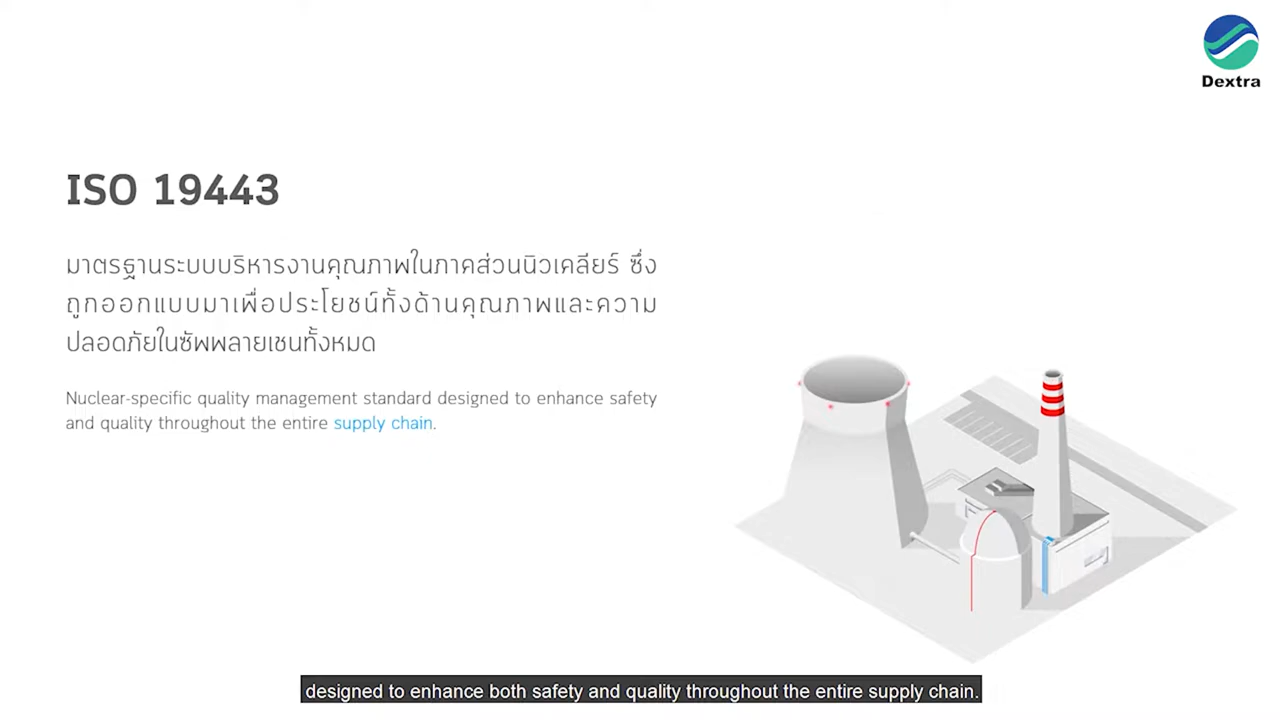 Dextra
ISO 19443
มาตรฐานระบบบริหารงานคุณภาพในภาคส่วนนิวเคลียร์ ซึ่ง
ถูกออกแบบมาเพื่อประโยชน์ทั้งด้านคุณภาพและความ
ปลอดภัยในซัพพลายเชนทั้งหมด
Nuclear-specific quality management standard designed to enhance safety
and quality throughout the entire supply chain.
designed to enhance both safety and quality throughout the entire supply chain.